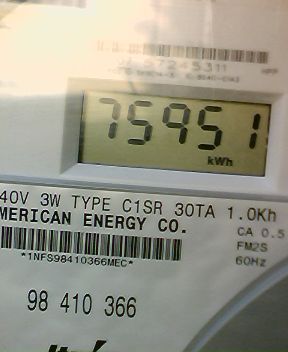 57245311
75951
kWh
40V 3W TYPE C1SR 30TA 1.0Kh
MERICAN ENERGY CO.
CA 0.5
FM2S
60Hz
*1NFS98410366MEC*
98 410 366